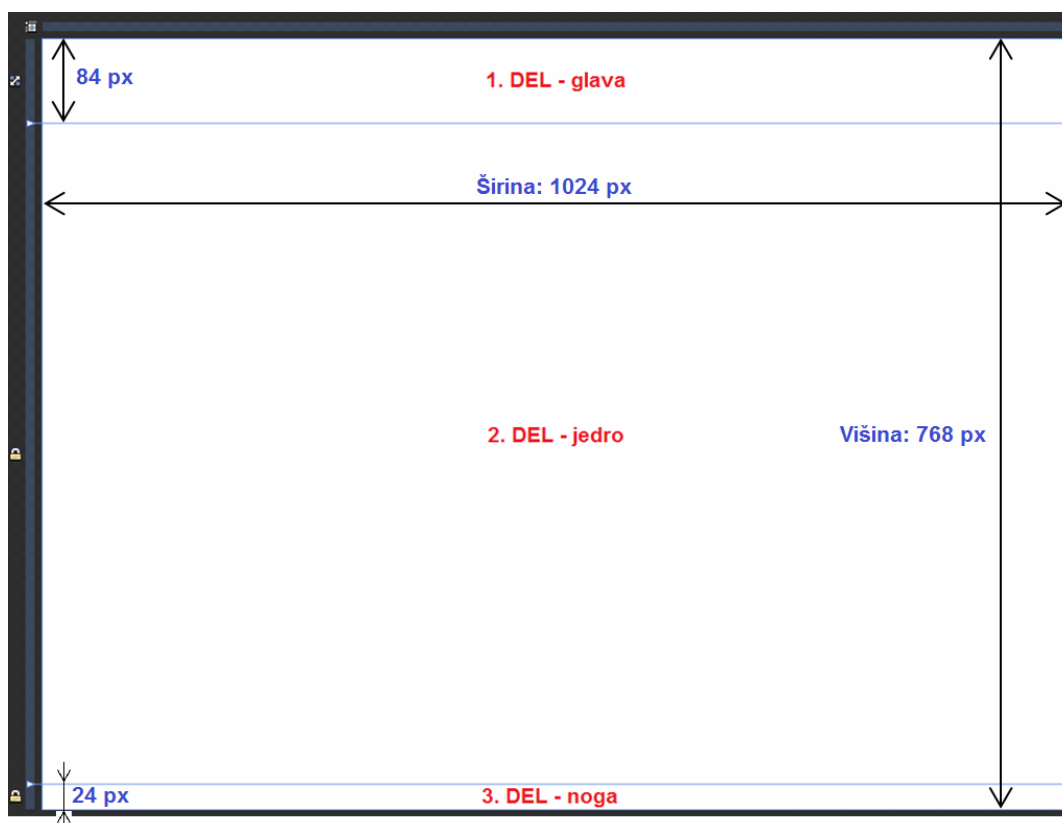 84 px
1. DEL - glava
Širina: 1024 px
2. DEL - jedro
Višina: 768 px
24 px
3. DEL - noga